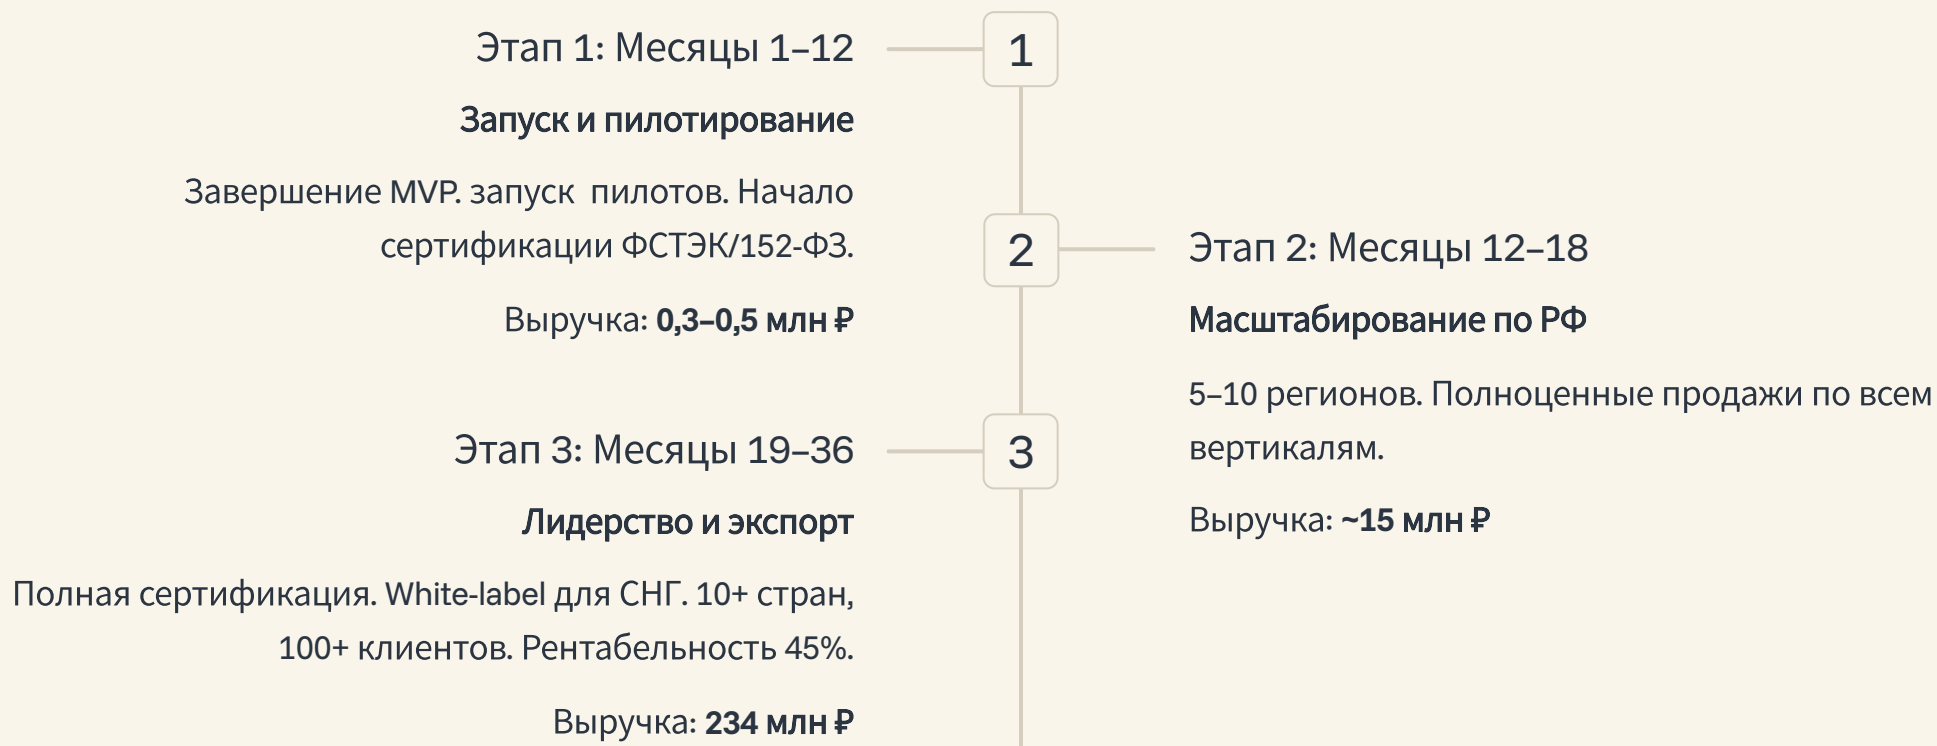 Этап 1: Месяцы 1–12
1
Запуск и пилотирование
Завершение MVP. запуск  пилотов. Начало
сертификации ФСТЭК/152-ФЗ.
Выручка: 0,3–0,5 млн ₽
2
Этап 2: Месяцы 12–18
Масштабирование по РФ
5–10 регионов. Полноценные продажи по всем
вертикалям.
Выручка: ~15 млн ₽
Этап 3: Месяцы 19–36
3
Лидерство и экспорт
Полная сертификация. White-label для СНГ. 10+ стран,
100+ клиентов. Рентабельность 45%.
Выручка: 234 млн ₽